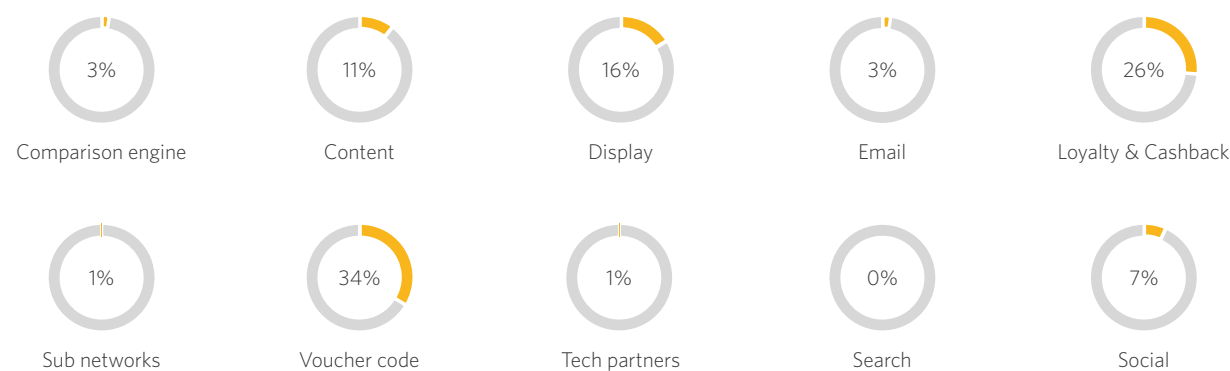 3% 11% 16% 3% 26%
Comparison engine Content Display Email Loyalty & Cashback
1% 34% 1% 0% 7%
Sub networks Voucher code Tech partners Search Social